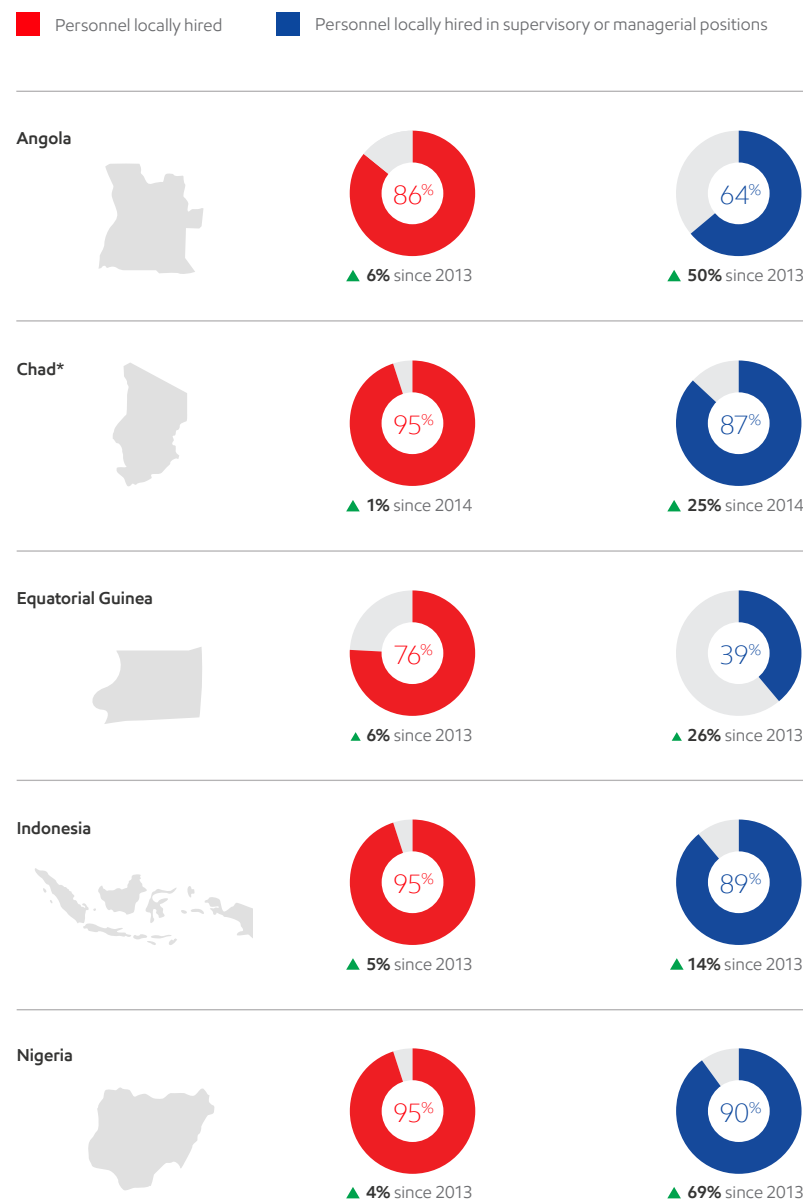 Personnel locally hired
Personnel locally hired in supervisory or managerial positions
Angola
86%
64%
▲ 6% since 2013
▲ 50% since 2013
Chad*
95%
87%
▲ 1% since 2014
▲ 25% since 2014
Equatorial Guinea
76%
39%
▲ 6% since 2013
▲ 26% since 2013
Indonesia
95%
89%
▲ 5% since 2013
▲ 14% since 2013
Nigeria
95%
90%
▲ 4% since 2013
▲ 69% since 2013